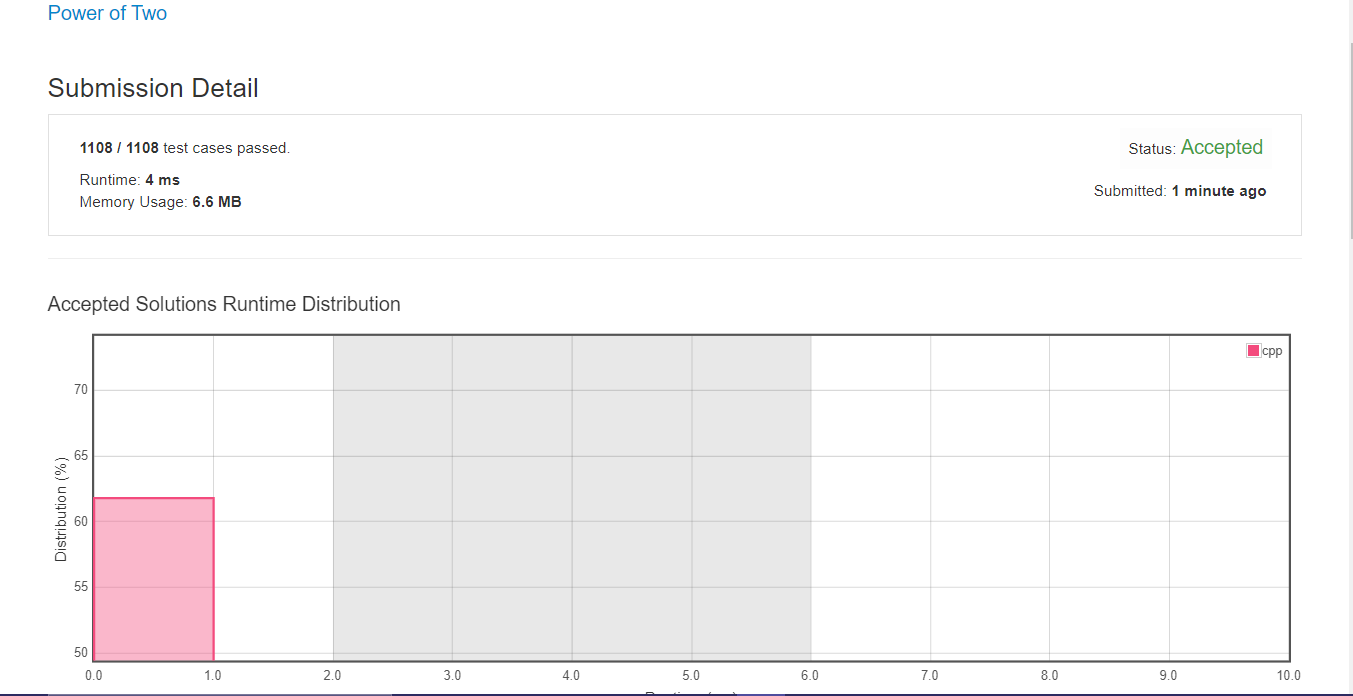 Power of Two
Submission Detail
1108 / 1108 test cases passed.
Status: Accepted
Runtime: 4 ms
Submitted: 1 minute ago
Memory Usage: 6.6 MB
Accepted Solutions Runtime Distribution
cpp
Distribution (%)
70
65
60
55
50
0.0 1.0 2.0 3.0 4.0 5.0 6.0 7.0 8.0 9.0 10.0